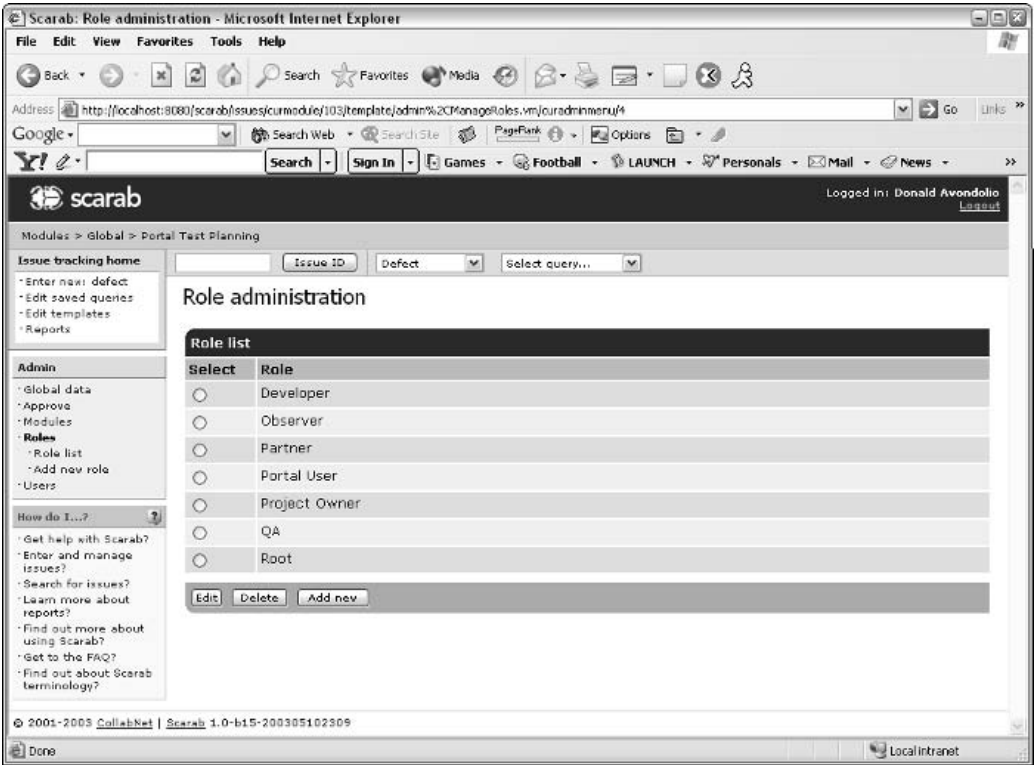 Scarab: Role administration - Microsoft Internet Explorer
File Edit View Favorites Tools Help
Back Search Favorites Media
Address http://localhost:8080/scarab/issues/curmodule/103/template/admin%2CManageRoles.vm/curadminmenu/4 Go Links »
Google Search Web Search Site PageRank Options
Y! Search Sign In Games Football LAUNCH Personals Mail News »
scarab Logged in: Donald Avondolio
Logout
Modules > Global > Portal Test Planning
Issue tracking home
Issue ID Defect Select query...
Enter new: defect
Edit saved queries
Edit templates
Reports
Role administration
Role list
Admin
Select Role
Global data
Approve
Modules
Roles
Role list
Add new role
Users
Developer
Observer
Partner
Portal User
Project Owner
QA
Root
Edit Delete Add new
How do I...? ?
Get help with Scarab?
Enter and manage
issues?
Search for issues?
Learn more about
reports?
Find out more about
using Scarab?
Get to the FAQ?
Find out about Scarab
terminology?
© 2001-2003 CollabNet | Scarab 1.0-b15-200305102309
Done Local intranet